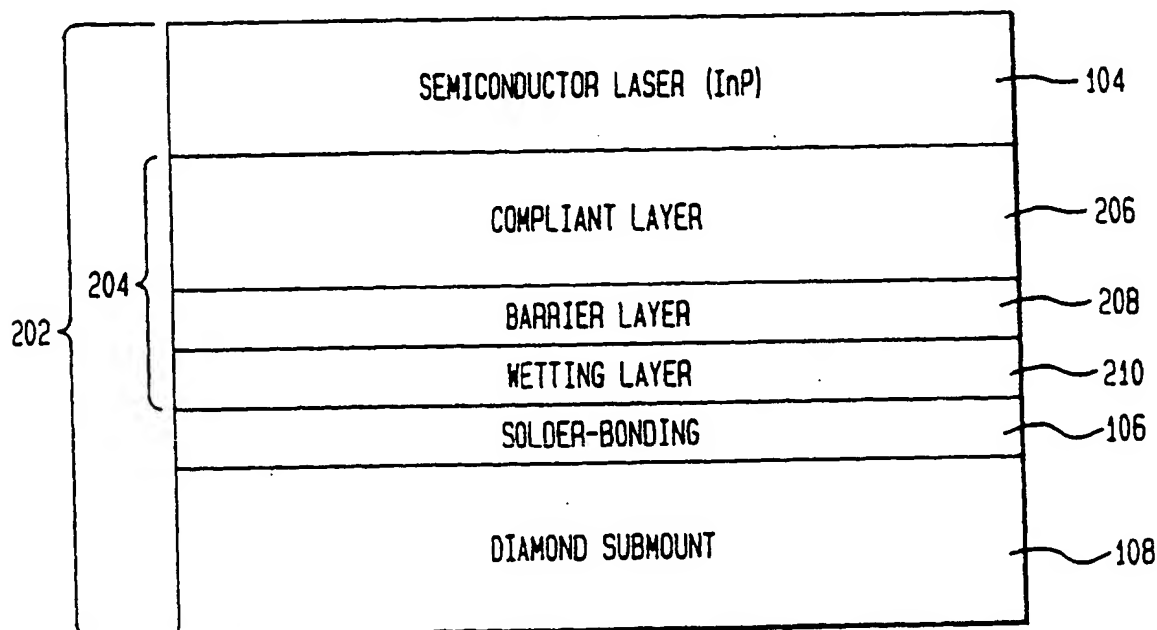 SEMICONDUCTOR LASER (InP)
104
COMPLIANT LAYER
206
204
BARRIER LAYER
208
202
WETTING LAYER
210
SOLDER-BONDING
106
DIAMOND SUBMOUNT
108